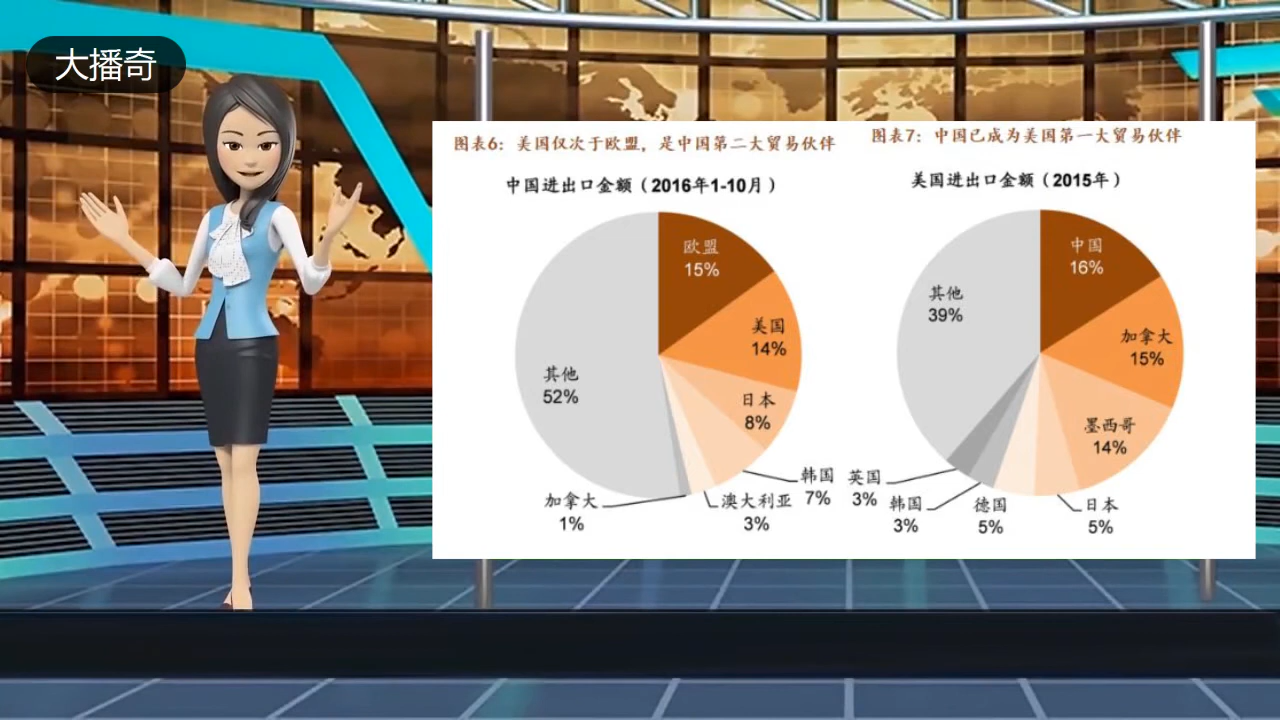 大播奇
图表6：美国仅次于欧盟，是中国第二大贸易伙伴
中国进出口金额（2016年1-10月）
欧盟
15%
美国
14%
日本
8%
韩国
7%
澳大利亚
3%
加拿大
1%
其他
52%
图表7：中国已成为美国第一大贸易伙伴
美国进出口金额（2015年）
中国
16%
加拿大
15%
墨西哥
14%
日本
5%
德国
5%
韩国
3%
英国
3%
其他
39%